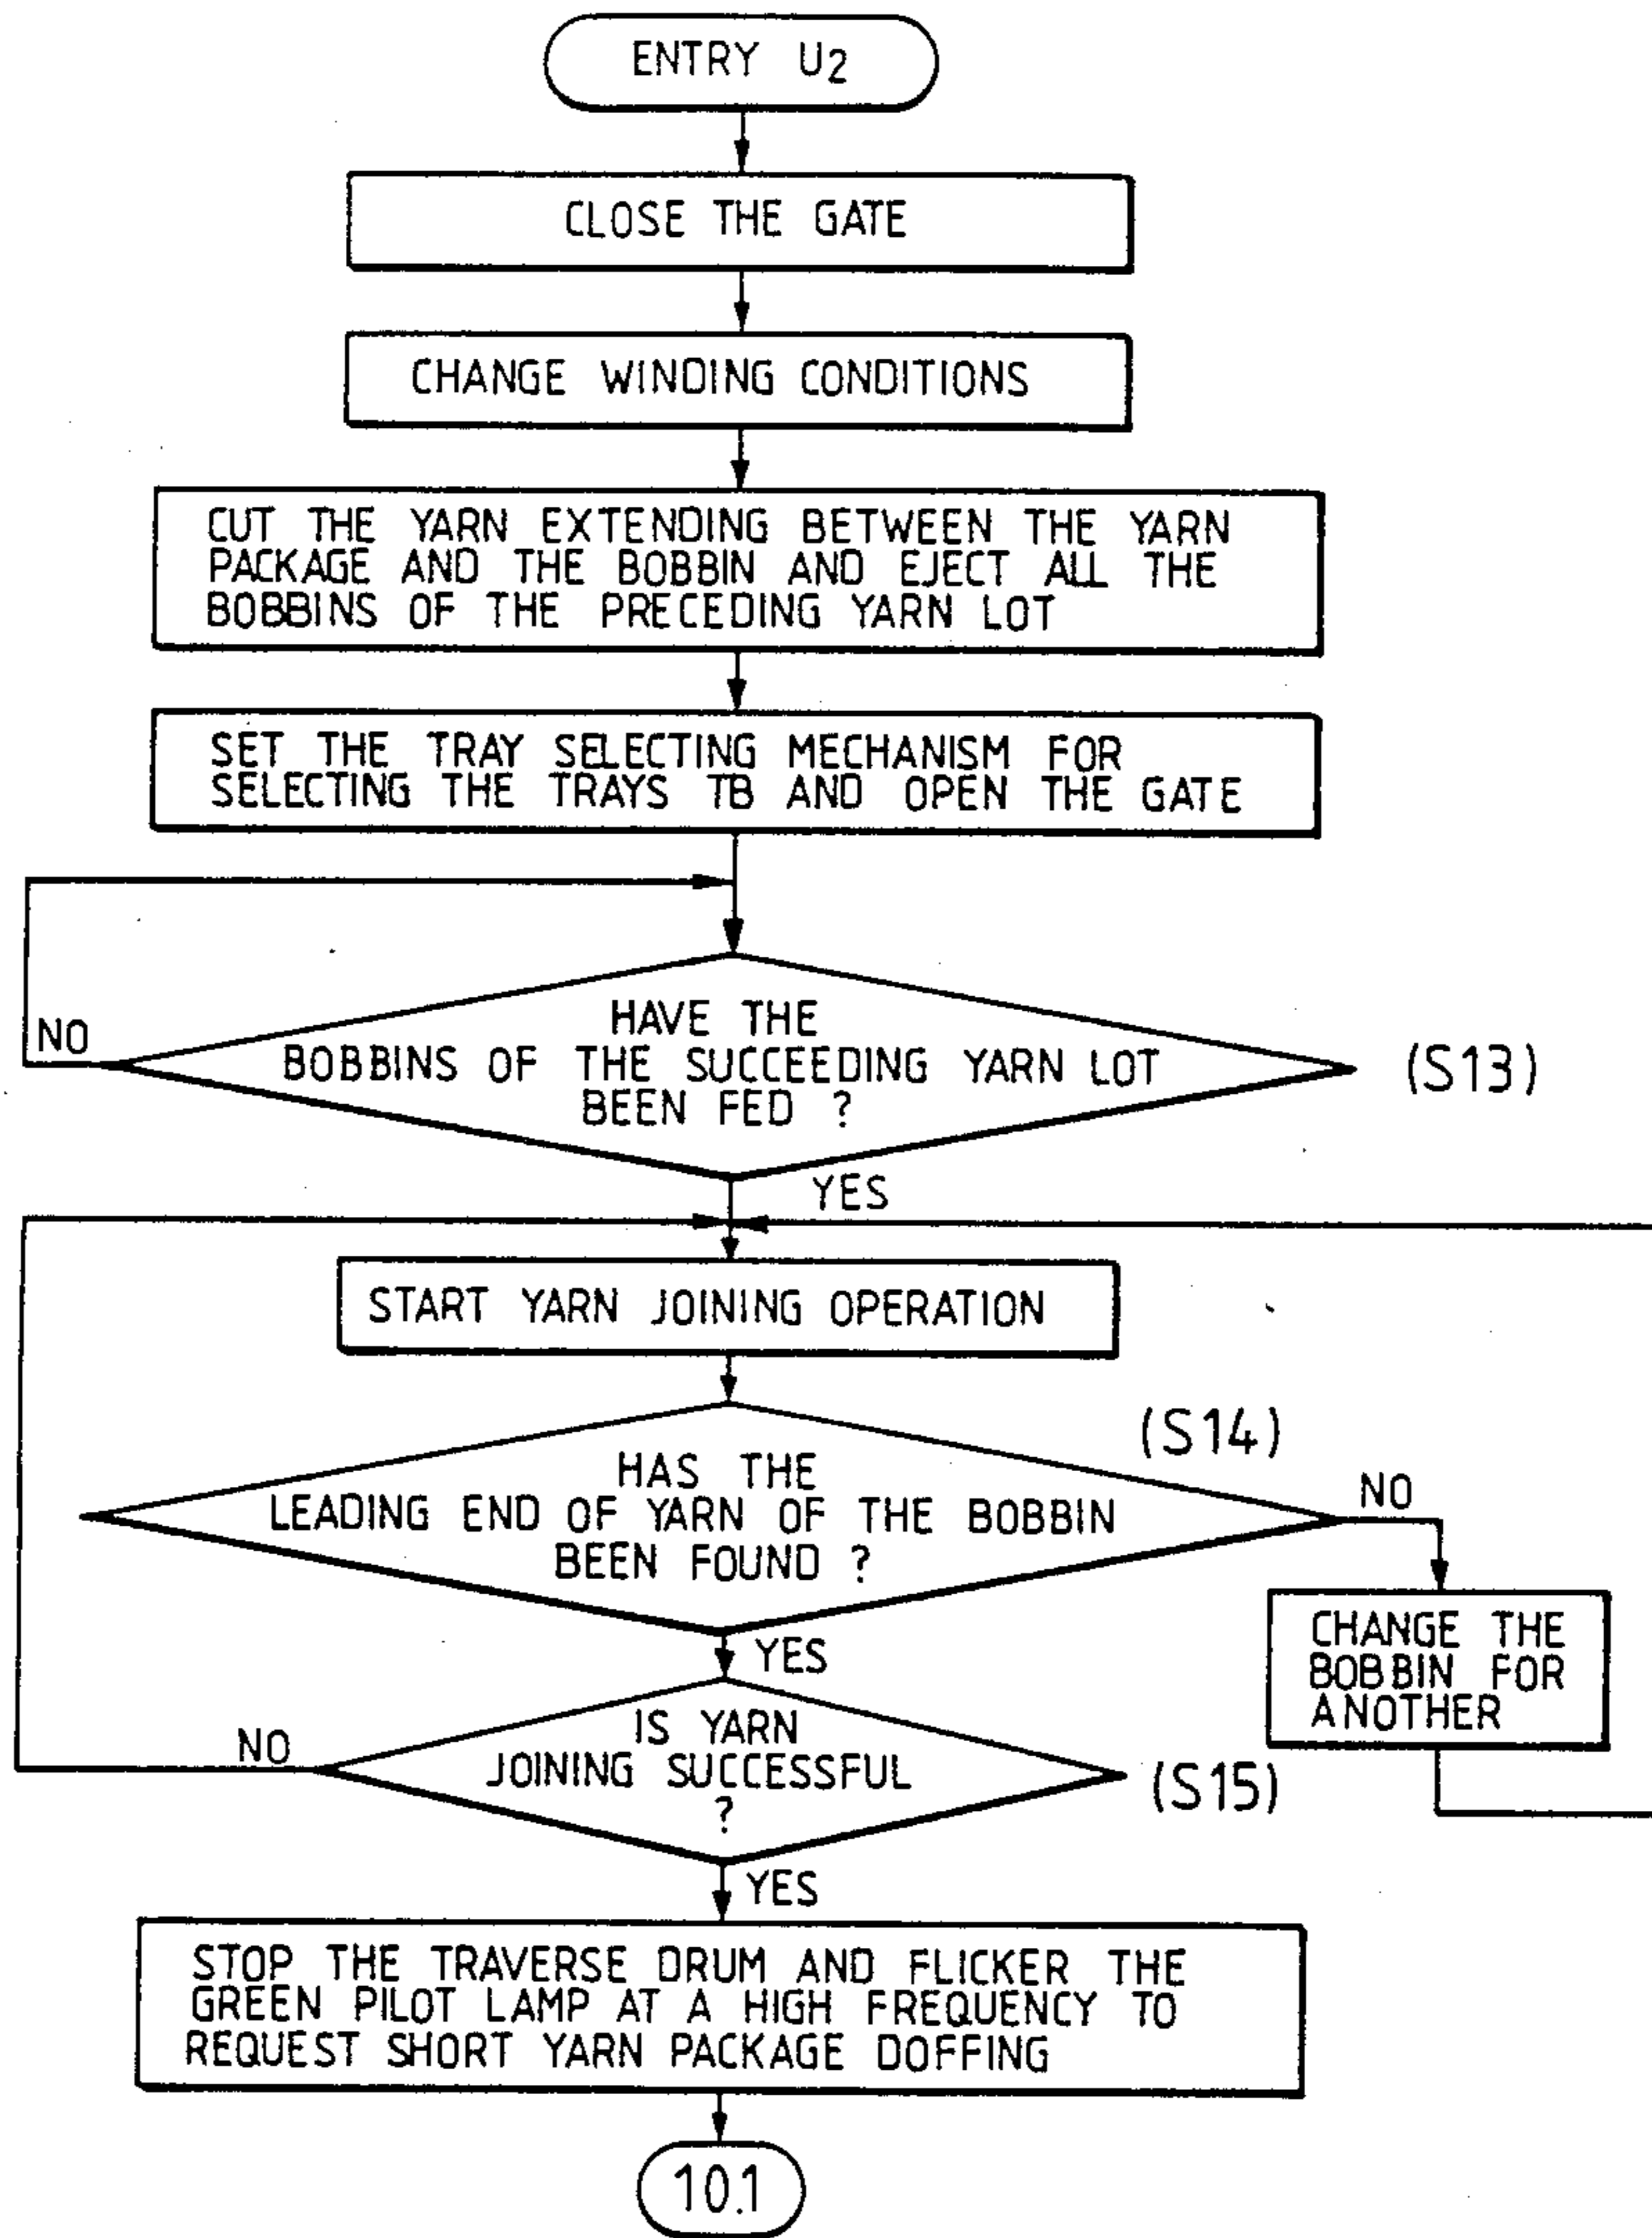 ENTRY U2
CLOSE THE GATE
CHANGE WINDING CONDITIONS
CUT THE YARN EXTENDING BETWEEN THE YARN
PACKAGE AND THE BOBBIN AND EJECT ALL THE
BOBBINS OF THE PRECEDING YARN LOT
SET THE TRAY SELECTING MECHANISM FOR
SELECTING THE TRAYS TB AND OPEN THE GATE
HAVE THE
BOBBINS OF THE SUCCEEDING YARN LOT
BEEN FED ?
NO
(S13)
YES
START YARN JOINING OPERATION
(S14)
HAS THE
LEADING END OF YARN OF THE BOBBIN
BEEN FOUND ?
NO
CHANGE THE
BOBBIN FOR
ANOTHER
YES
IS YARN
JOINING SUCCESSFUL
?
NO
(S15)
YES
STOP THE TRAVERSE DRUM AND FLICKER THE
GREEN PILOT LAMP AT A HIGH FREQUENCY TO
REQUEST SHORT YARN PACKAGE DOFFING
10.1